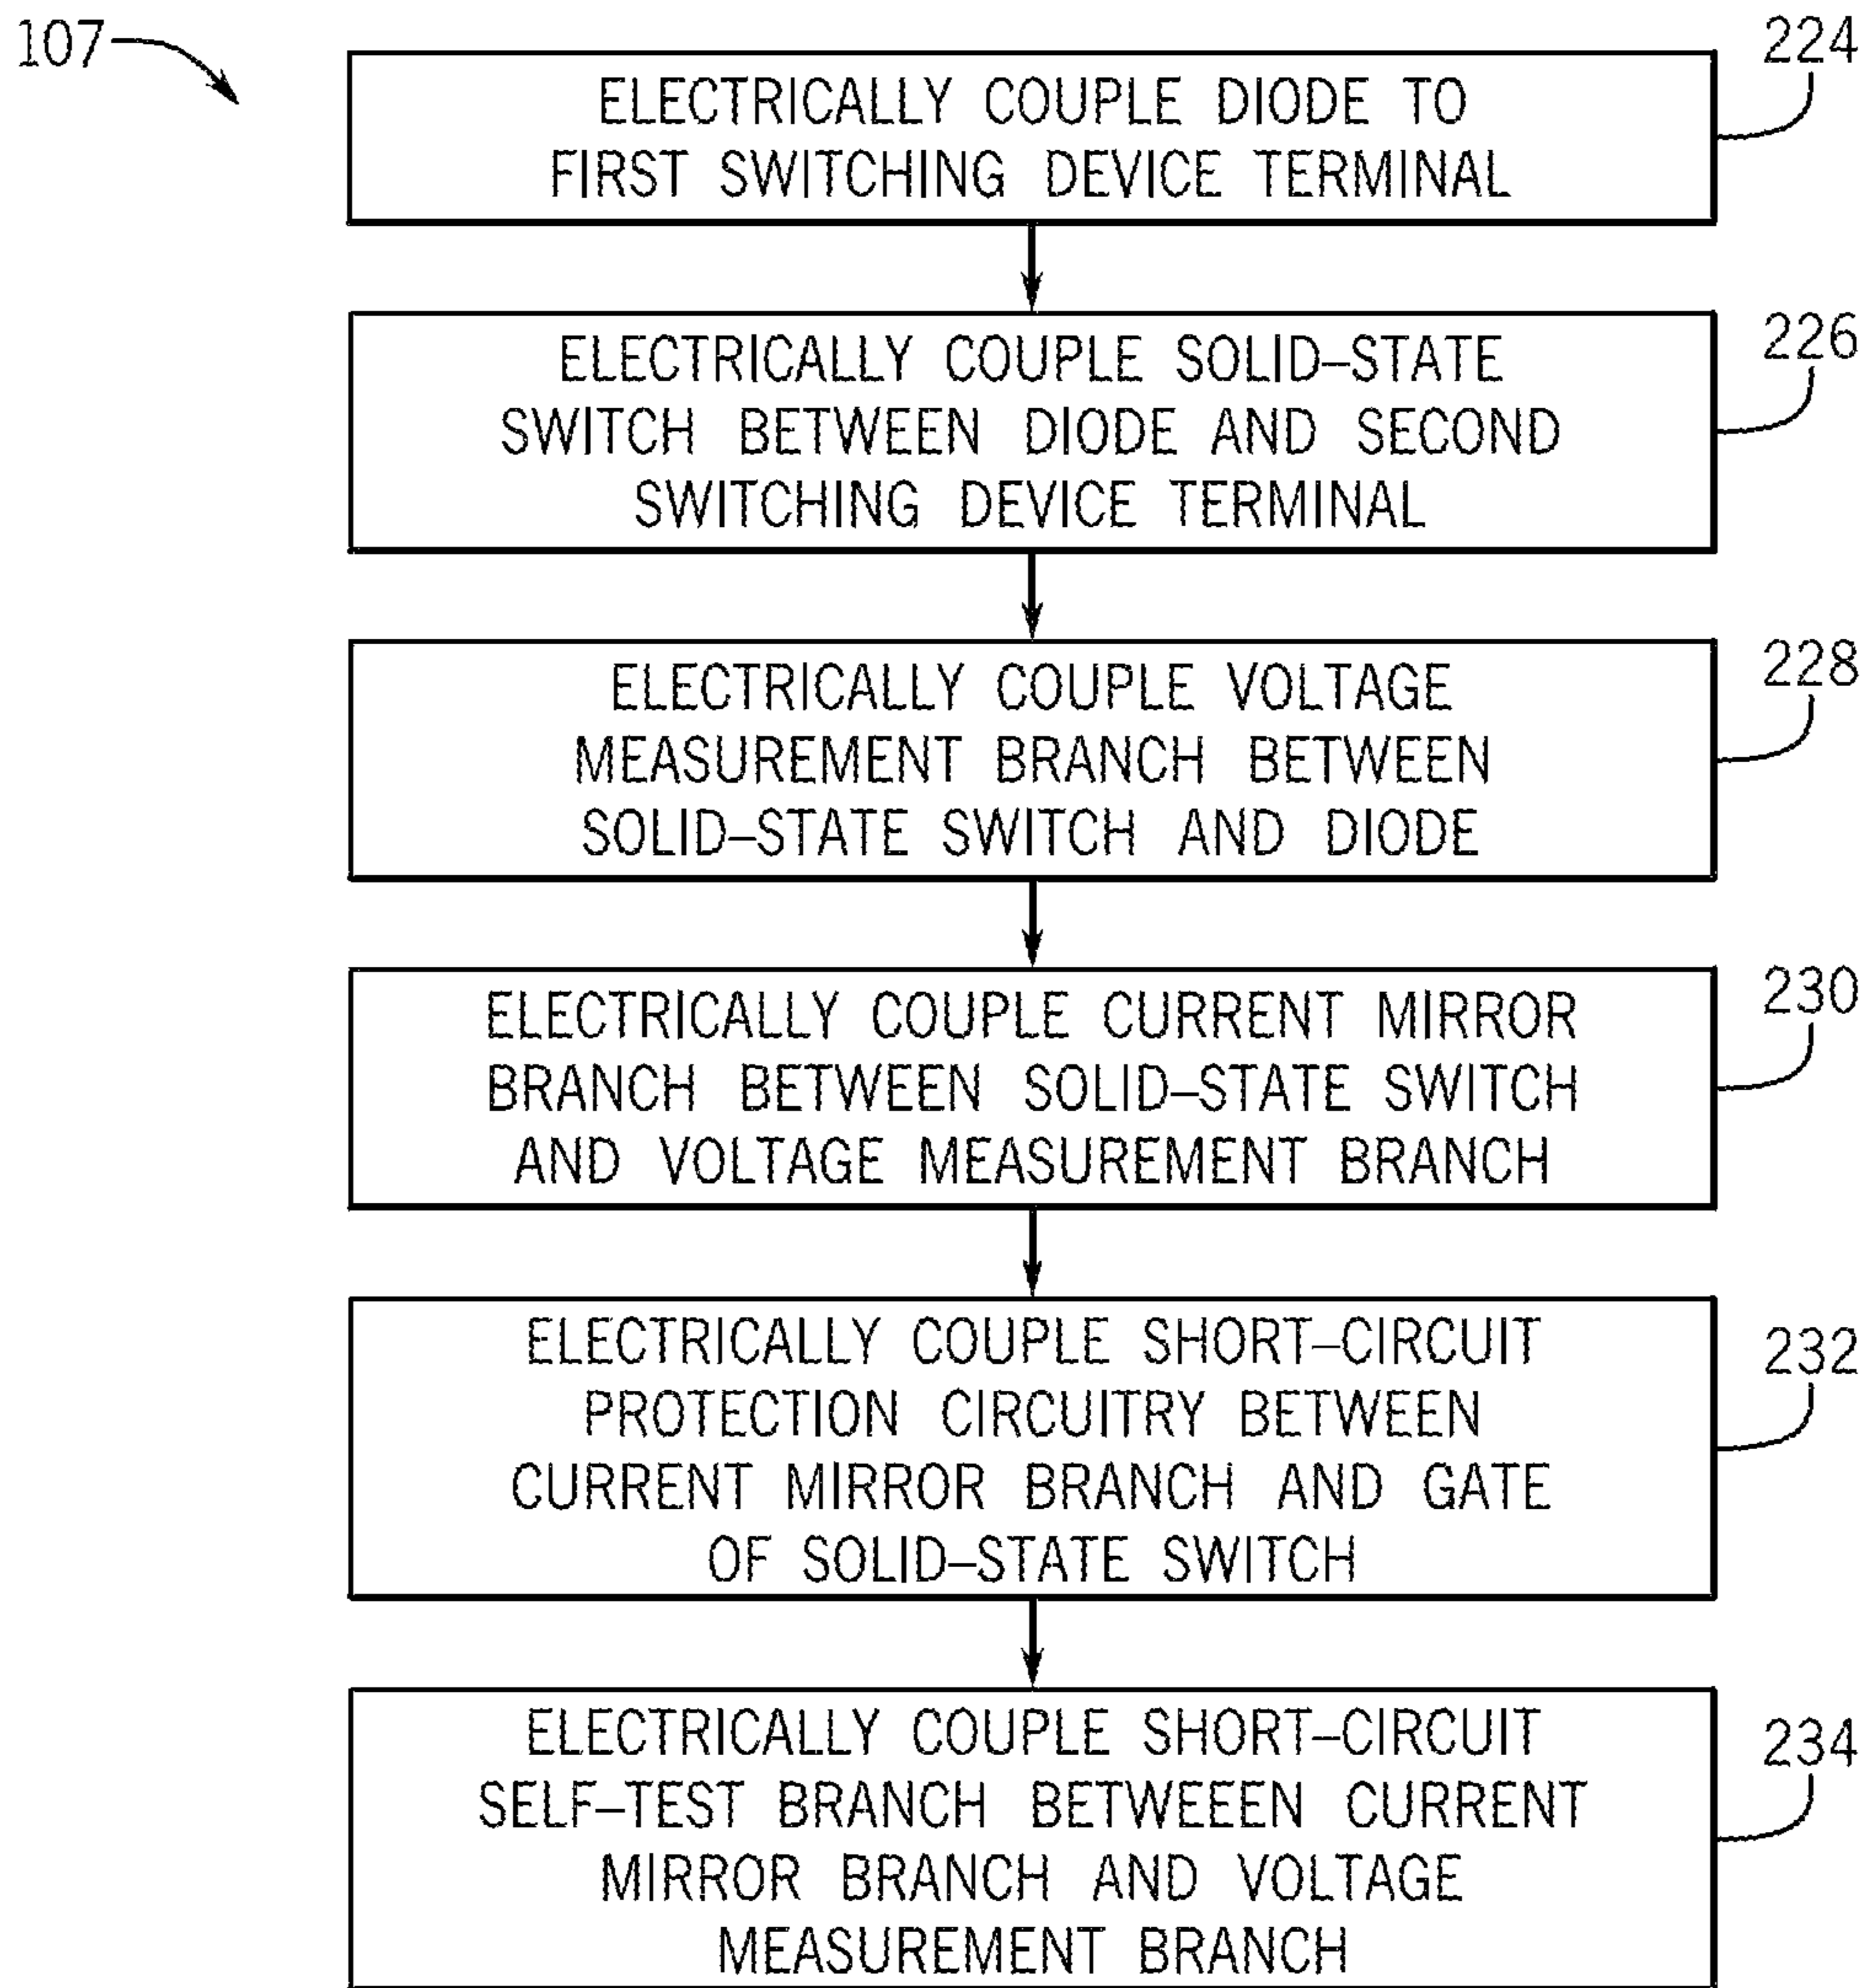 107
224
ELECTRICALLY COUPLE DIODE TO
FIRST SWITCHING DEVICE TERMINAL
226
ELECTRICALLY COUPLE SOLID–STATE
SWITCH BETWEEN DIODE AND SECOND
SWITCHING DEVICE TERMINAL
228
ELECTRICALLY COUPLE VOLTAGE
MEASUREMENT BRANCH BETWEEN
SOLID–STATE SWITCH AND DIODE
230
ELECTRICALLY COUPLE CURRENT MIRROR
BRANCH BETWEEN SOLID–STATE SWITCH
AND VOLTAGE MEASUREMENT BRANCH
232
ELECTRICALLY COUPLE SHORT–CIRCUIT
PROTECTION CIRCUITRY BETWEEN
CURRENT MIRROR BRANCH AND GATE
OF SOLID–STATE SWITCH
234
ELECTRICALLY COUPLE SHORT–CIRCUIT
SELF–TEST BRANCH BETWEEEN CURRENT
MIRROR BRANCH AND VOLTAGE
MEASUREMENT BRANCH